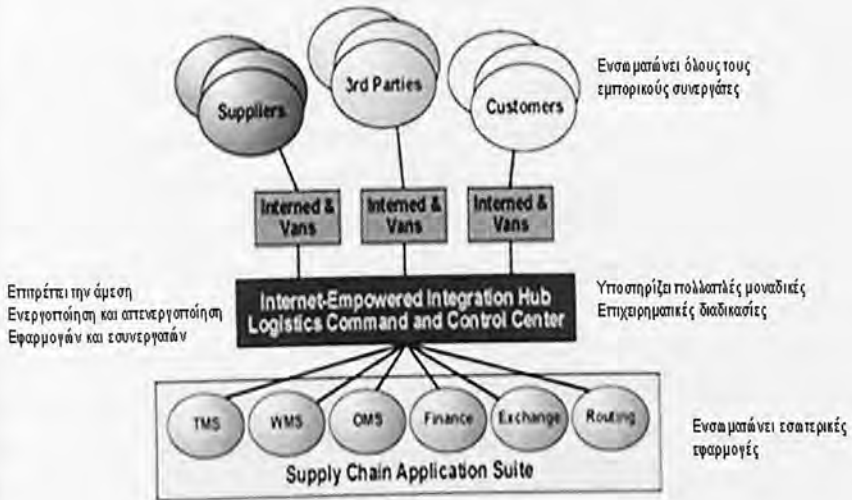 Suppliers
3rd Parties
Customers
Ενσωματώνει όλους τους
εμπορικούς συνεργάτες
Interned &
Vans
Interned &
Vans
Interned &
Vans
Επιτρέπει την άμεση
Ενεργοποίηση και απενεργοποίηση
Εφαρμογών και εσυνεργατών
Internet-Empowered Integration Hub
Logistics Command and Control Center
Υποστηρίζει πολλαπλές μοναδικές
Επιχειρηματικές διαδικασίες
TMS
WMS
OMS
Finance
Exchange
Routing
Supply Chain Application Suite
Ενσωματώνει εσωτερικές
εφαρμογές